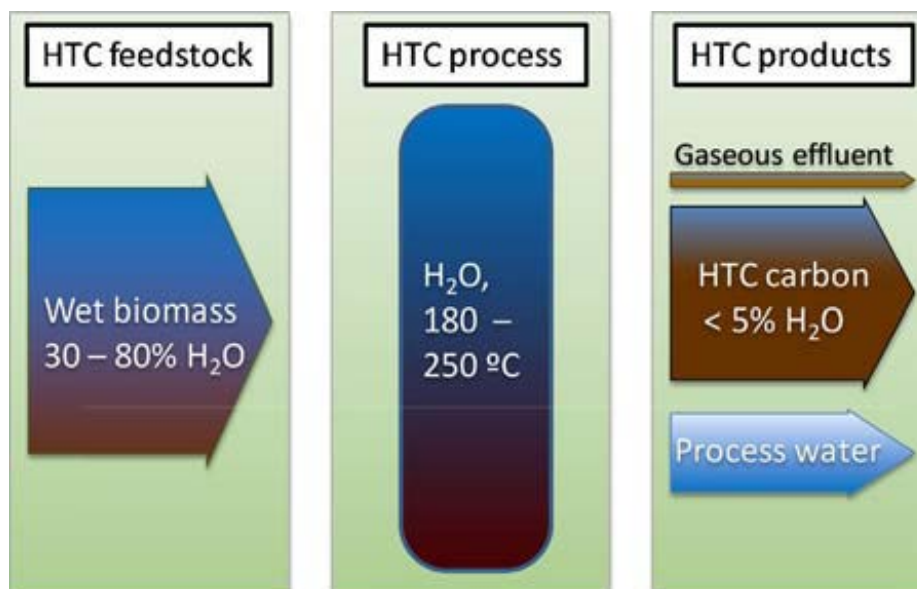 HTC feedstock
Wet biomass
30 – 80% H₂O
HTC process
H₂O,
180 –
250 ºC
HTC products
Gaseous effluent
HTC carbon
< 5% H₂O
Process water